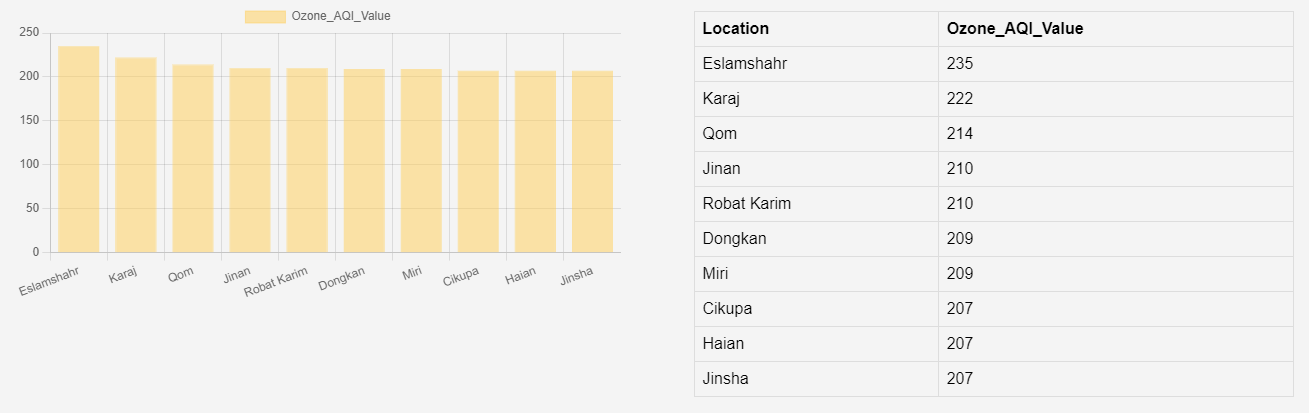 Ozone_AQI_Value
250
200
150
100
50
0
Eslamshahr
Karaj
Qom
Jinan
Robat Karim
Dongkan
Miri
Cikupa
Haian
Jinsha
Location Ozone_AQI_Value
Eslamshahr 235
Karaj 222
Qom 214
Jinan 210
Robat Karim 210
Dongkan 209
Miri 209
Cikupa 207
Haian 207
Jinsha 207